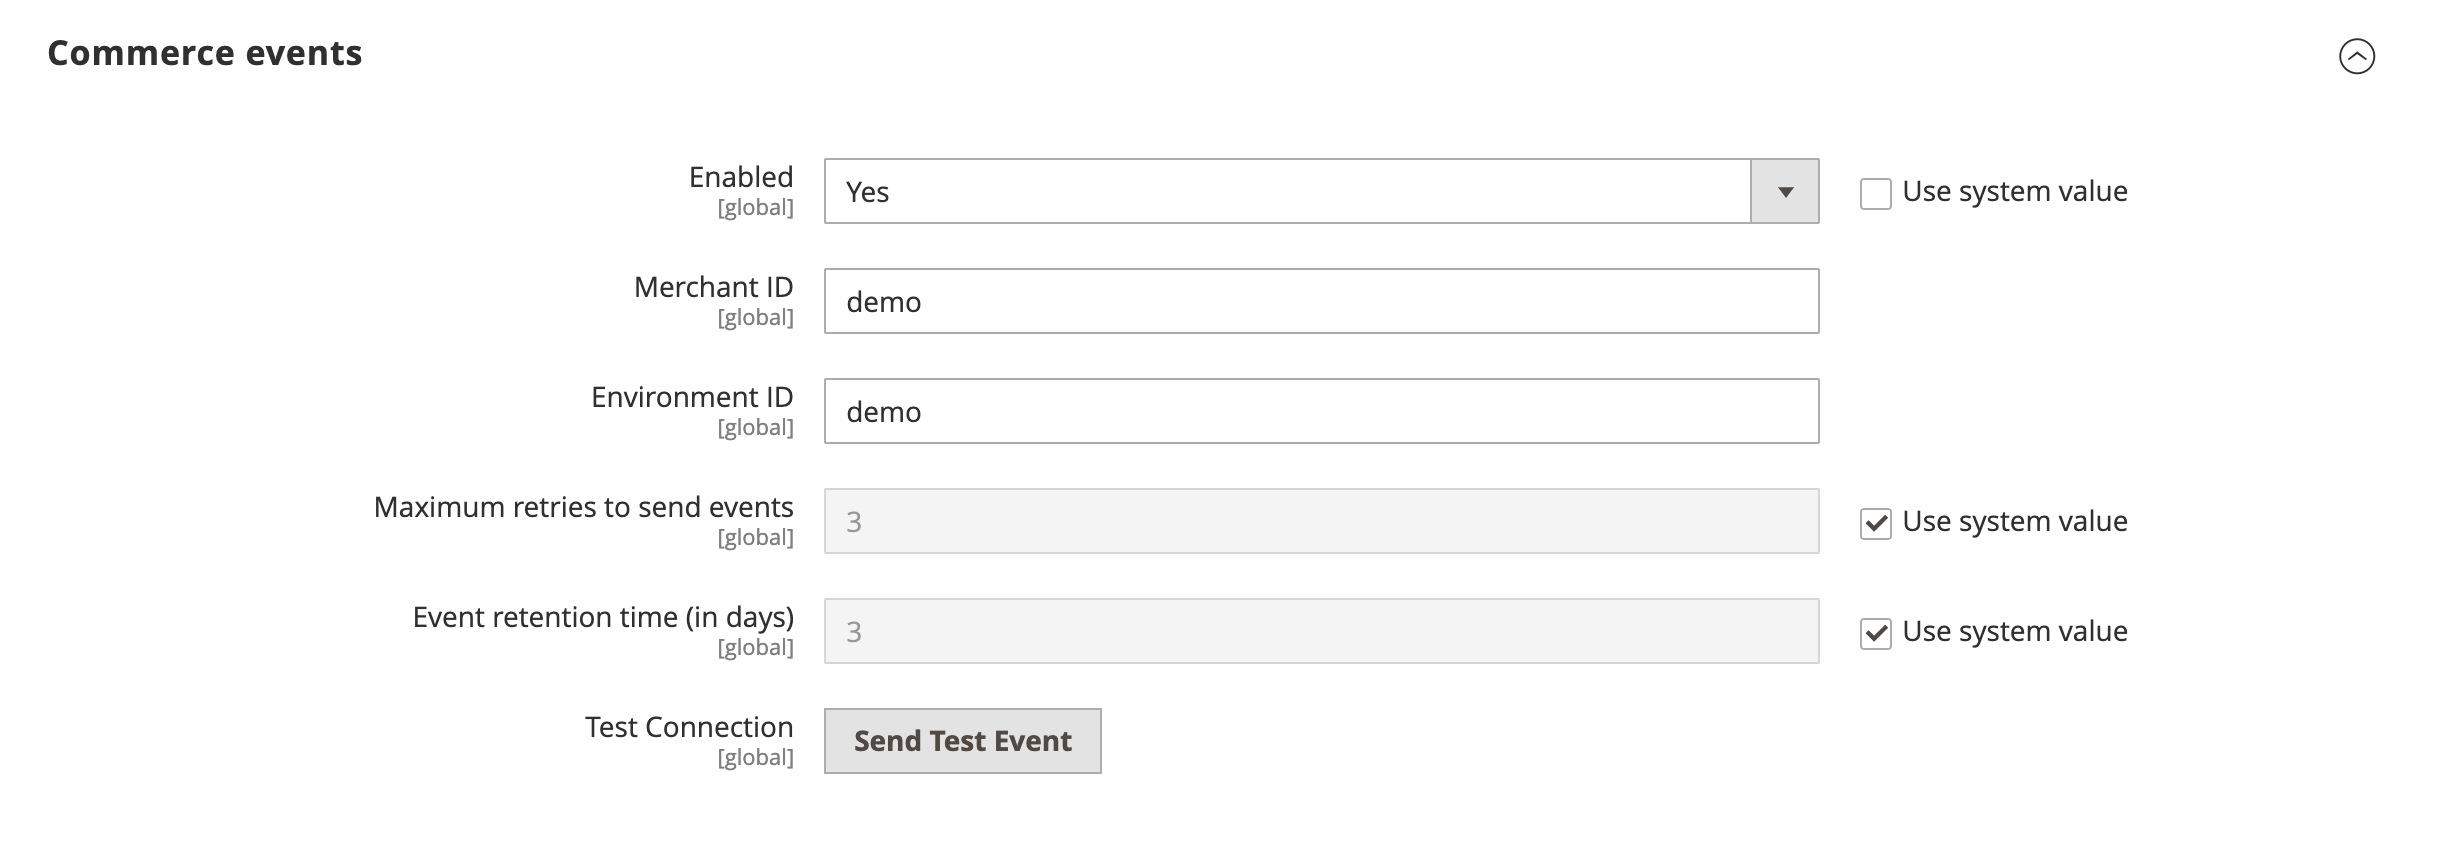 Commerce events
Enabled
[global]
Yes
Use system value
Merchant ID
[global]
demo
Environment ID
[global]
demo
Maximum retries to send events
[global]
3
Use system value
Event retention time (in days)
[global]
3
Use system value
Test Connection
[global]
Send Test Event